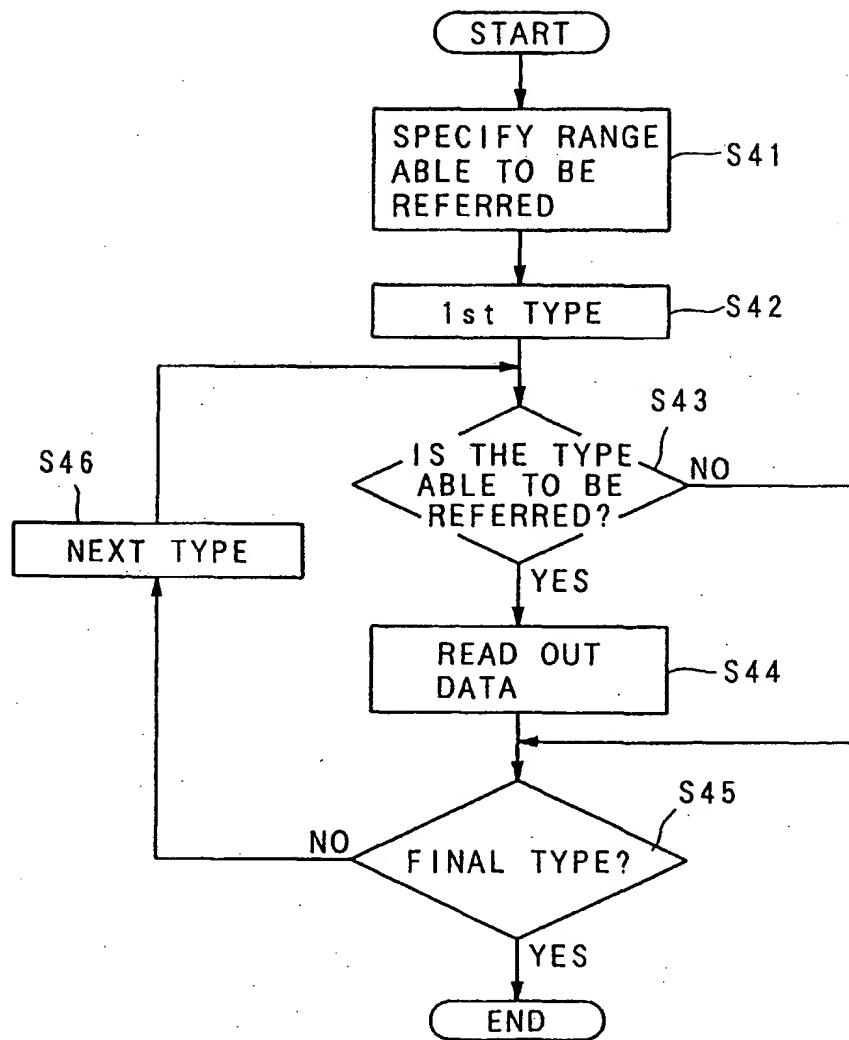 START
SPECIFY RANGE
ABLE TO BE
REFERRED
S41
1st TYPE
S42
S43
IS THE TYPE
ABLE TO BE
REFERRED?
NO
S46
NEXT TYPE
YES
READ OUT
DATA
S44
S45
NO
FINAL TYPE?
YES
END